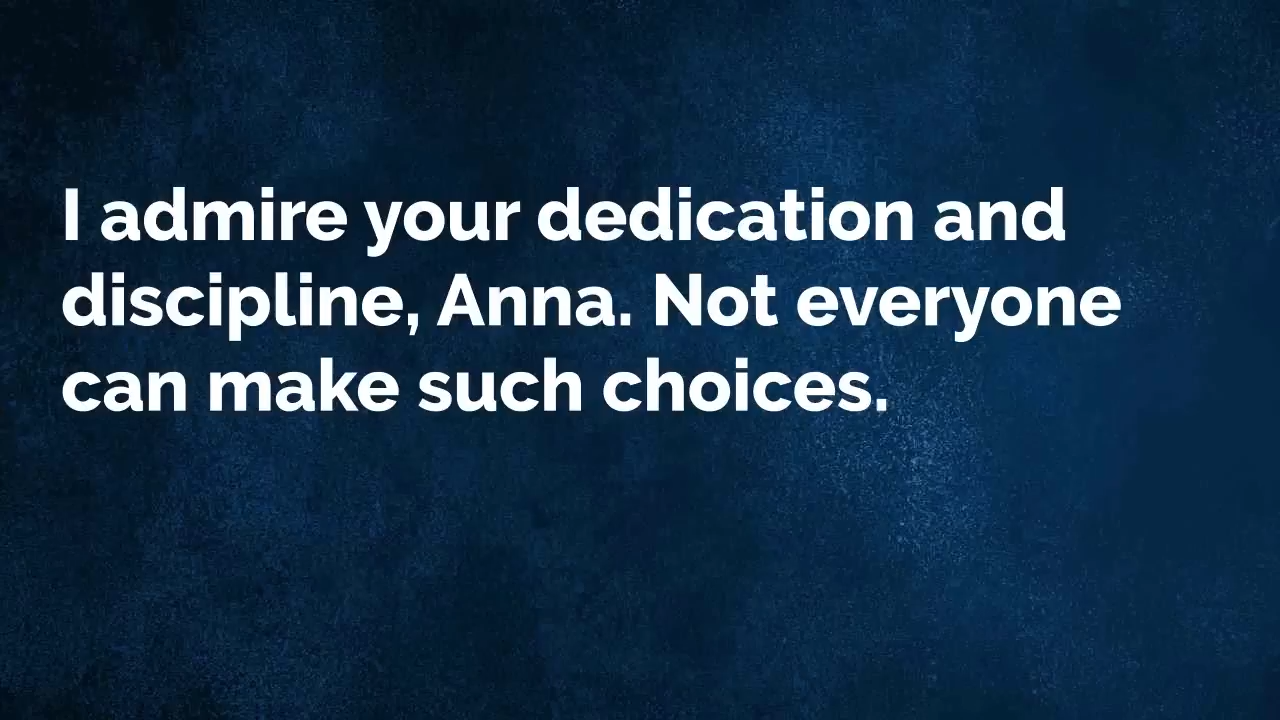 I admire your dedication and
discipline, Anna. Not everyone
can make such choices.